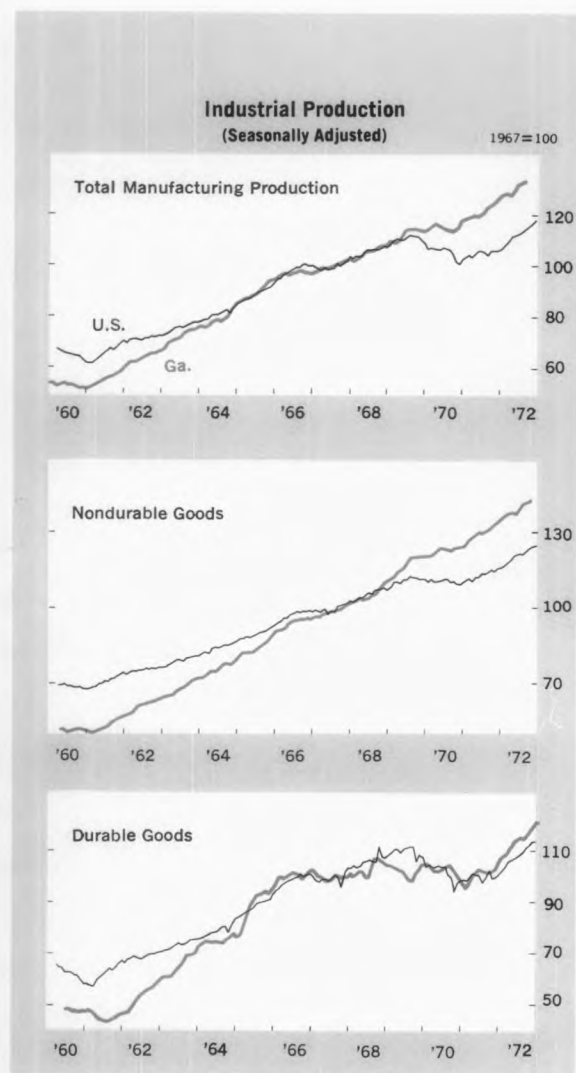 Industrial Production
(Seasonally Adjusted)
1967=100
Total Manufacturing Production
120
100
80
60
U.S.
Ga.
'60 '62 '64 '66 '68 '70 '72
Nondurable Goods
130
100
70
'60 '62 '64 '66 '68 '70 '72
Durable Goods
110
90
70
50
'60 '62 '64 '66 '68 '70 '72